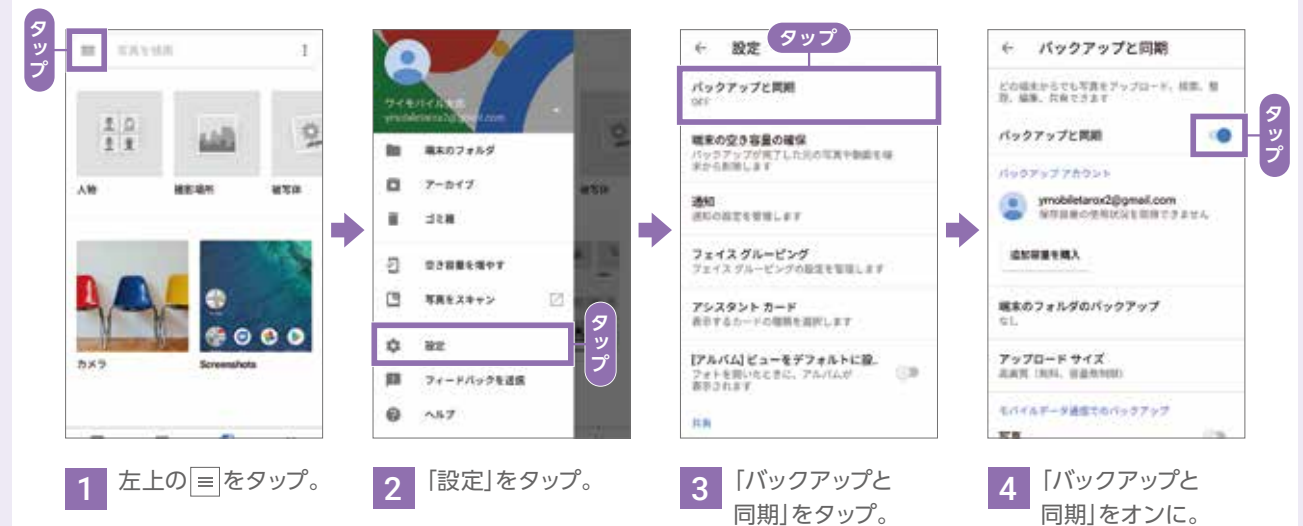 タップ
写真を検索
人物
撮影場所
被写体
カメラ
Screenshots
1 左上の≡をタップ。
ワイモバイル太郎
ymobiletarox2@gmail.com
端末のフォルダ
アーカイブ
ゴミ箱
空き容量を増やす
写真をスキャン
設定
タップ
フィードバックを送信
ヘルプ
被写体
2 「設定」をタップ。
← 設定
タップ
バックアップと同期
OFF
端末の空き容量の確保
バックアップが完了した元の写真や動画を端
末から削除します
通知
通知の設定を管理します
フェイス グルーピング
フェイス グルーピングの設定を管理します
アシスタント カード
表示するカードの種類を選択します
[アルバム] ビューをデフォルトに設..
フォトを開いたときに、アルバムが
表示されます
共有
3 「バックアップと
同期」をタップ。
← バックアップと同期
どの端末からでも写真をアップロード、検索、整
理、編集、共有できます
バックアップと同期
タップ
バックアップ アカウント
ymobiletarox2@gmail.com
保存容量の使用状況を取得できません
追加容量を購入
端末のフォルダのバックアップ
なし
アップロード サイズ
高画質（無料、容量無制限）
モバイルデータ通信でのバックアップ
写真
4 「バックアップと
同期」をオンに。